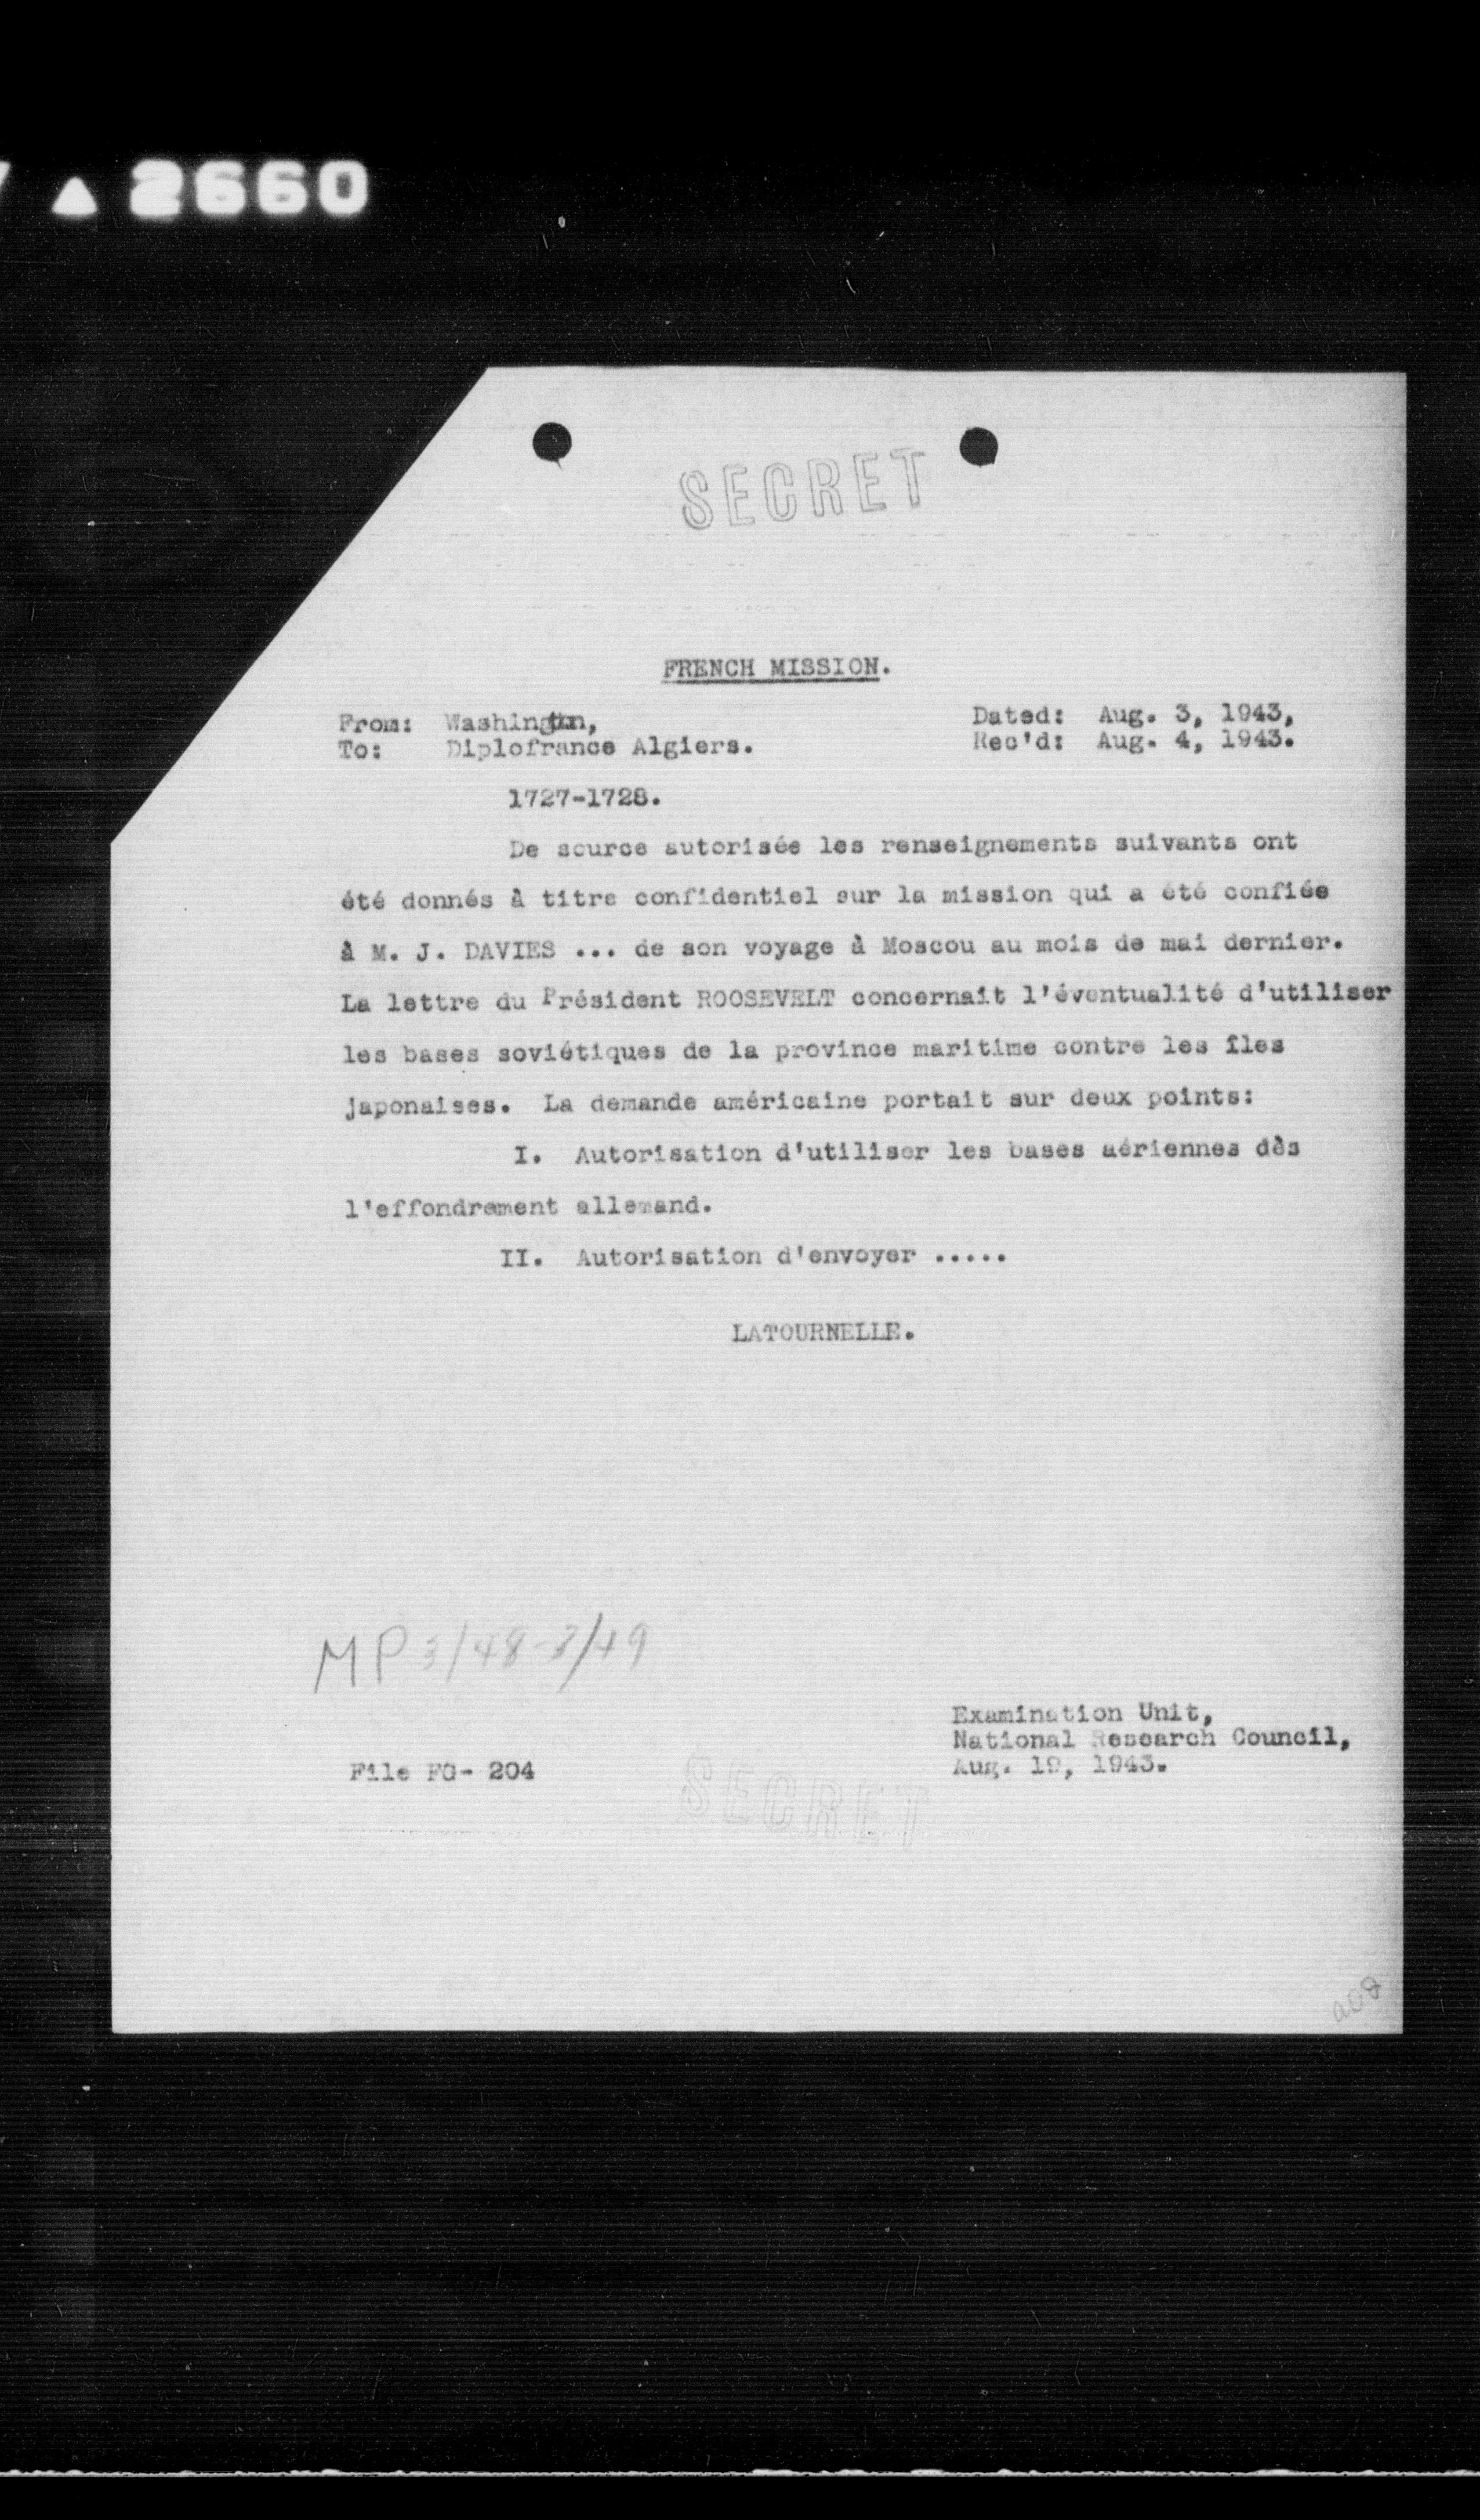 ▲ 2660
SECRET
FRENCH MISSION.
From: Washington, Dated: Aug. 3, 1943,
To: Diplofrance Algiers. Rec'd: Aug. 4, 1943.
1727-1728.
De source autorisée les renseignements suivants ont
été donnés à titre confidentiel sur la mission qui a été confiée
à M. J. DAVIES ... de son voyage à Moscou au mois de mai dernier.
La lettre du Président ROOSEVELT concernait l'éventualité d'utiliser
les bases soviétiques de la province maritime contre les îles
japonaises. La demande américaine portait sur deux points:
I. Autorisation d'utiliser les bases aériennes dès
l'effondrement allemand.
II. Autorisation d'envoyer .....
LATOURNELLE.
MP 3/48-3/49
Examination Unit,
National Research Council,
File FG- 204 Aug. 19, 1943.
SECRET